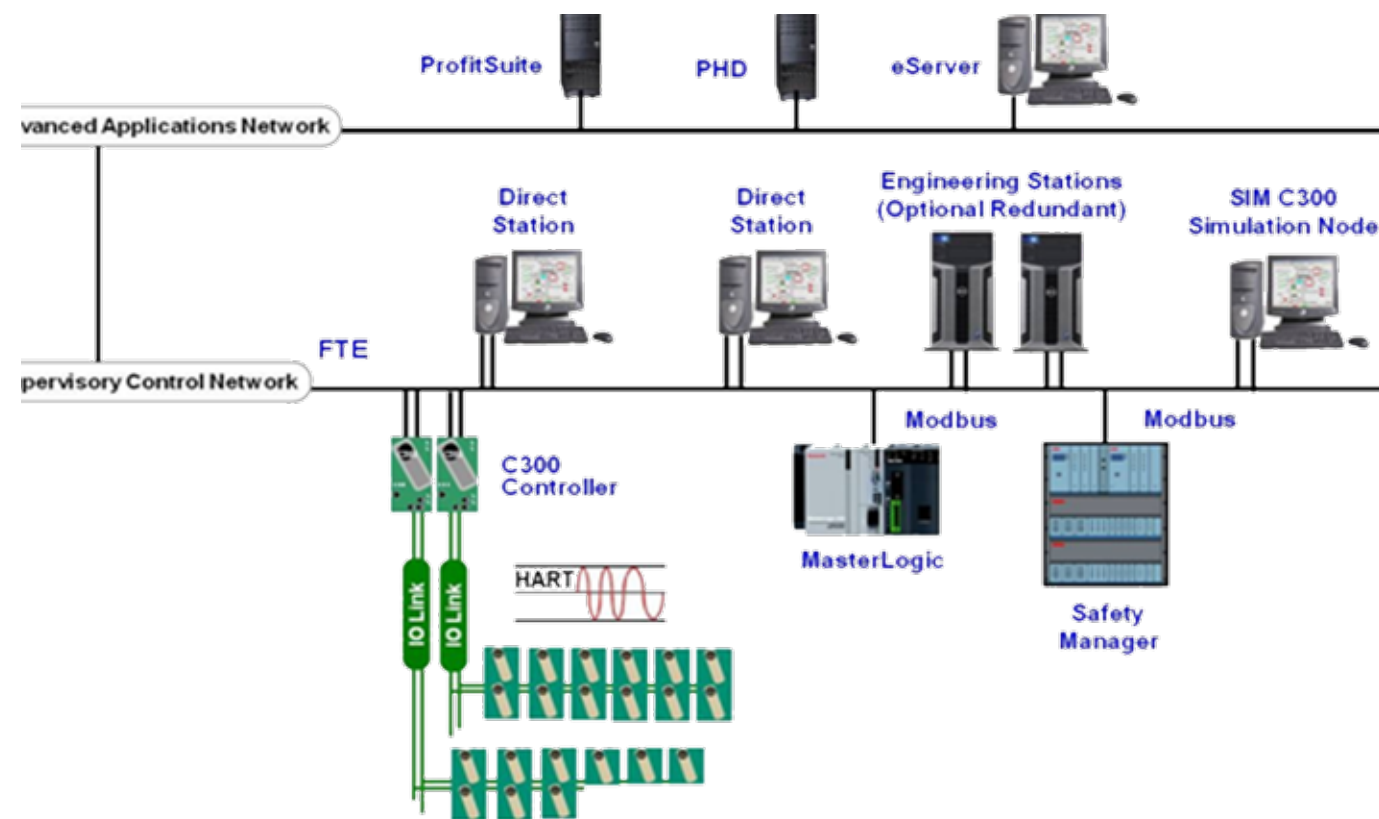 ProfitSuite
PHD
eServer
vanced Applications Network
Direct
Station
Direct
Station
Engineering Stations
(Optional Redundant)
SIM C300
Simulation Node
FTE
pervisory Control Network
Modbus
Modbus
C300
Controller
MasterLogic
HART
IO Link
IO Link
Safety
Manager